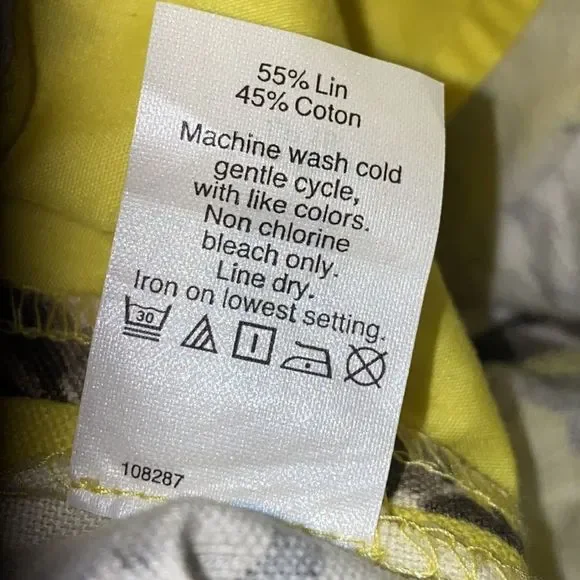 55% Lin
45% Coton
Machine wash cold
gentle cycle,
with like colors.
Non chlorine
bleach only.
Line dry.
Iron on lowest setting.
30
108287